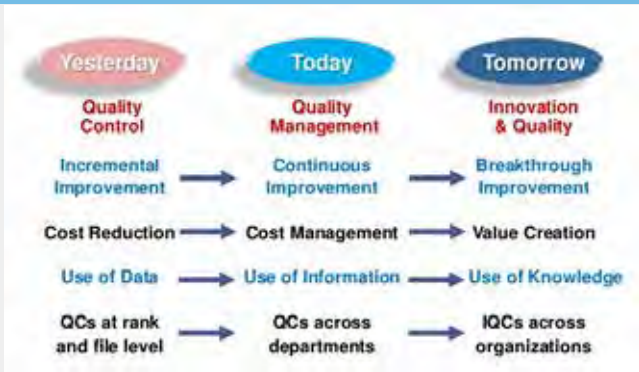 Yesterday Today Tomorrow
Quality Quality Innovation
Control Management & Quality
Incremental Continuous Breakthrough
Improvement Improvement Improvement
Cost Reduction Cost Management Value Creation
Use of Data Use of Information Use of Knowledge
QCs at rank QCs across IQCs across
and file level departments organizations